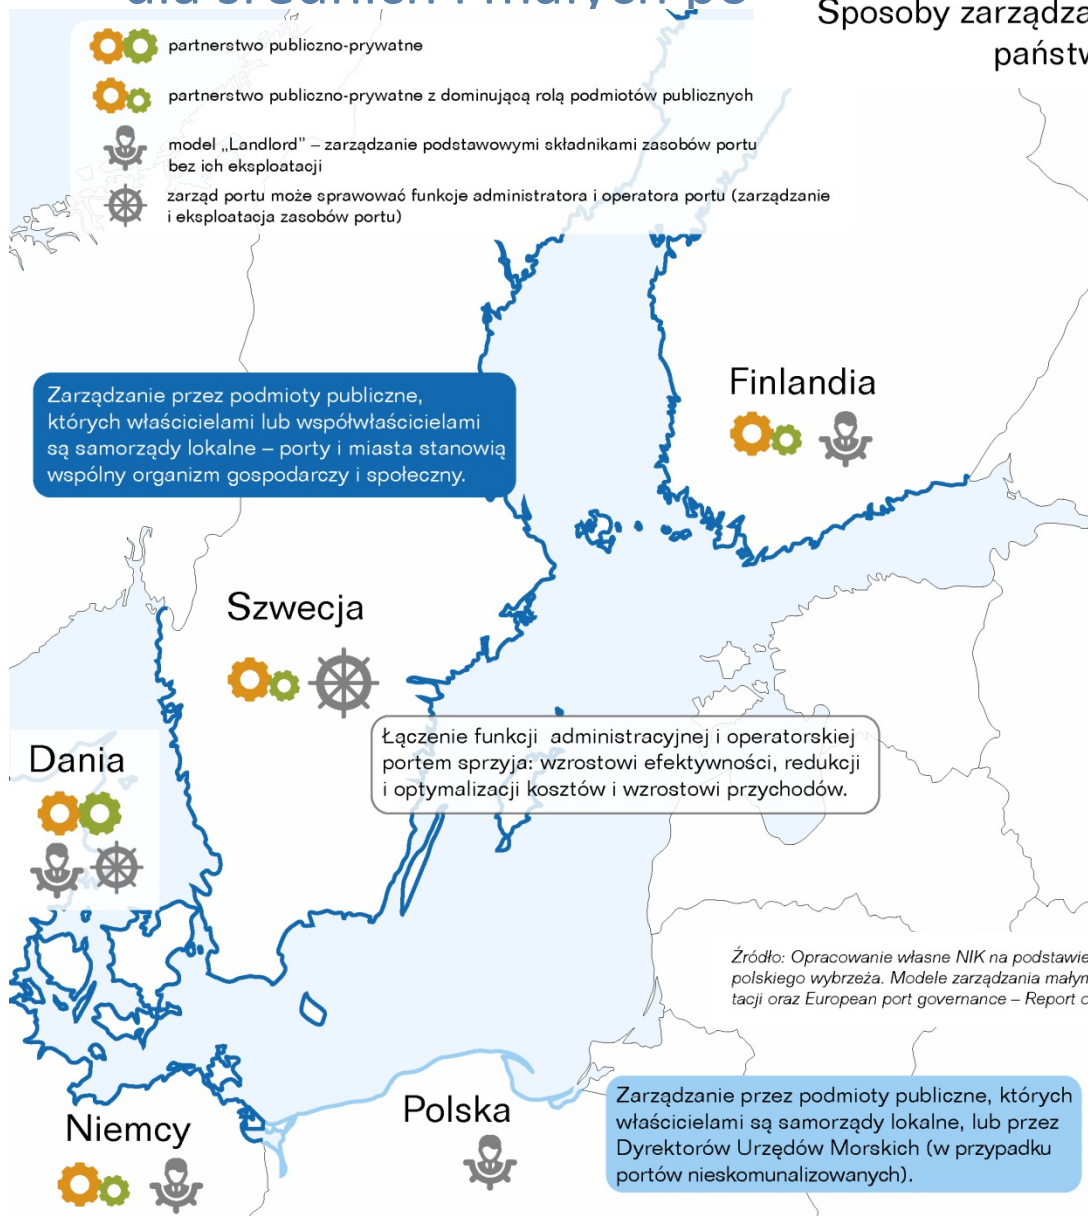 dla średnich i małych po
Sposoby zarządza
państw
partnerstwo publiczno-prywatne
partnerstwo publiczno-prywatne z dominującą rolą podmiotów publicznych
model „Landlord” – zarządzanie podstawowymi składnikami zasobów portu
bez ich eksploatacji
zarząd portu może sprawować funkcje administratora i operatora portu (zarządzanie
i eksploatacja zasobów portu)
Zarządzanie przez podmioty publiczne,
których właścicielami lub współwłaścicielami
są samorządy lokalne – porty i miasta stanowią
wspólny organizm gospodarczy i społeczny.
Finlandia
Szwecja
Łączenie funkcji administracyjnej i operatorskiej
portem sprzyja: wzrostowi efektywności, redukcji
i optymalizacji kosztów i wzrostowi przychodów.
Dania
Źródło: Opracowanie własne NIK na podstawie
polskiego wybrzeża. Modele zarządzania małym
tacji oraz European port governance – Report o
Niemcy
Polska
Zarządzanie przez podmioty publiczne, których
właścicielami są samorządy lokalne, lub przez
Dyrektorów Urzędów Morskich (w przypadku
portów nieskomunalizowanych).